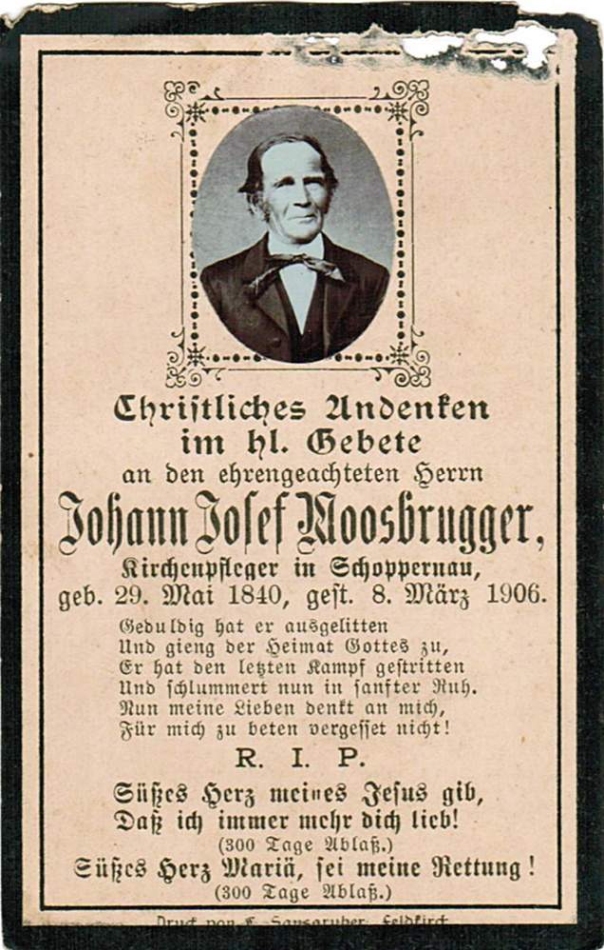 Christliches Andenken
im hl. Gebete
an den ehrengeachteten Herrn
Johann Josef Moosbrugger,
Kirchenpfleger in Schoppernau,
geb. 29. Mai 1840, gest. 8. März 1906.
Geduldig hat er ausgelitten
Und gieng der Heimat Gottes zu,
Er hat den letzten Kampf gestritten
Und schlummert nun in sanfter Ruh.
Nun meine Lieben denkt an mich,
Für mich zu beten vergesset nicht!
R. I. P.
Süßes Herz meines Jesus gib,
Daß ich immer mehr dich lieb!
(300 Tage Ablaß.)
Süßes Herz Mariä, sei meine Rettung!
(300 Tage Ablaß.)
Druck von Feldkirch